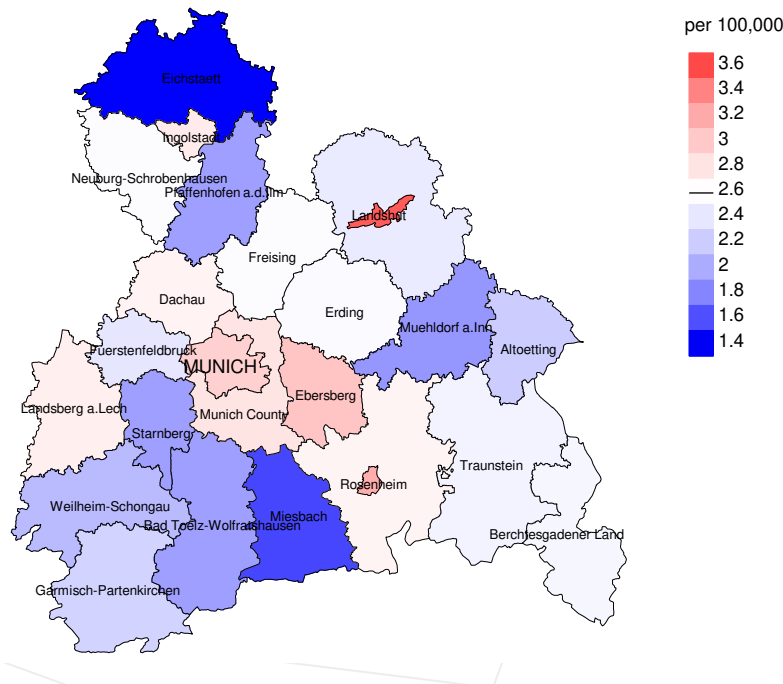 per 100,000
3.6
3.4
3.2
3
2.8
2.6
2.4
2.2
2
1.8
1.6
1.4
Eichstaett
Ingolstadt
Neuburg-Schrobenhausen
Pfaffenhofen a.d.Ilm
Landshut
Freising
Dachau
Erding
Muehldorf a.Inn
Fuerstenfeldbruck
Altoetting
MUNICH
Ebersberg
Landsberg a.Lech
Munich County
Starnberg
Traunstein
Rosenheim
Weilheim-Schongau
Miesbach
Bad Toelz-Wolfratshausen
Berchtesgadener Land
Garmisch-Partenkirchen